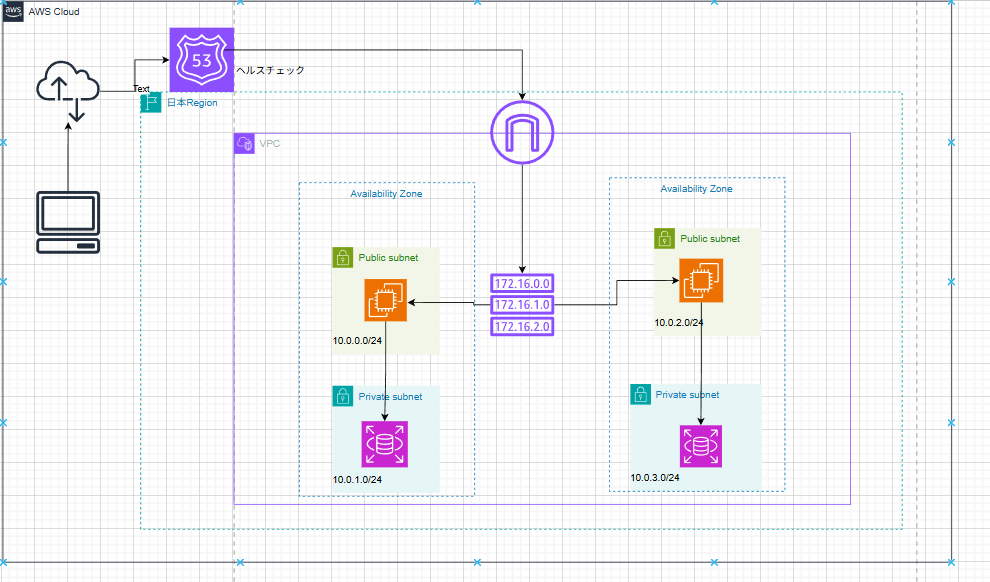 aws
AWS Cloud
53
ヘルスチェック
Text
日本Region
VPC
Availability Zone
Availability Zone
Public subnet
Public subnet
172.16.0.0
172.16.1.0
172.16.2.0
10.0.0.0/24
10.0.2.0/24
Private subnet
Private subnet
10.0.1.0/24
10.0.3.0/24